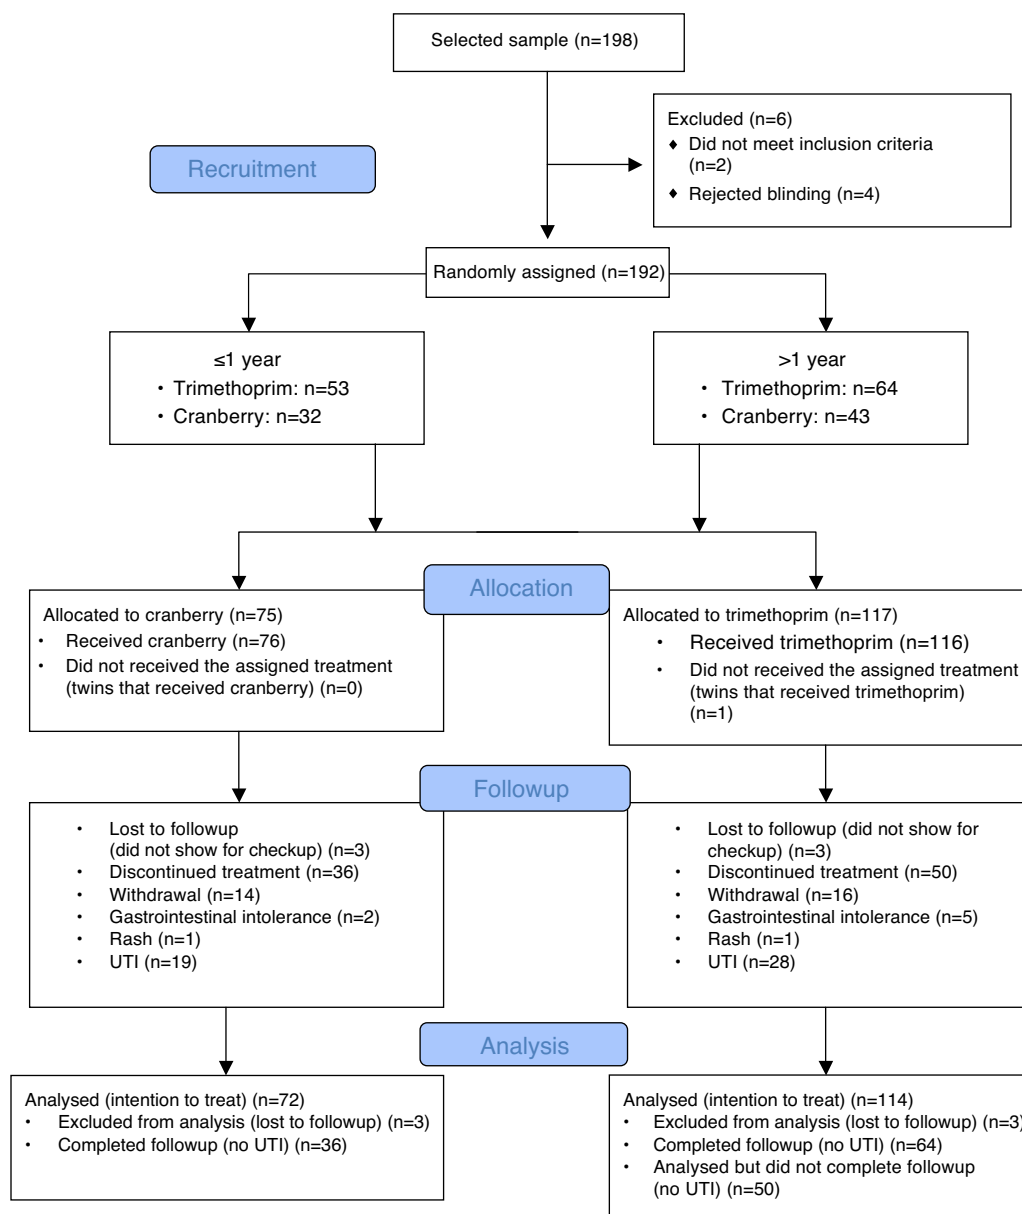 Selected sample (n=198)
Excluded (n=6)
♦ Did not meet inclusion criteria
(n=2)
♦ Rejected blinding (n=4)
Recruitment
Randomly assigned (n=192)
≤1 year
• Trimethoprim: n=53
• Cranberry: n=32
>1 year
• Trimethoprim: n=64
• Cranberry: n=43
Allocation
Allocated to cranberry (n=75)
• Received cranberry (n=76)
• Did not received the assigned treatment
(twins that received cranberry) (n=0)
Allocated to trimethoprim (n=117)
• Received trimethoprim (n=116)
• Did not received the assigned treatment
(twins that received trimethoprim)
(n=1)
Followup
• Lost to followup
(did not show for checkup) (n=3)
• Discontinued treatment (n=36)
• Withdrawal (n=14)
• Gastrointestinal intolerance (n=2)
• Rash (n=1)
• UTI (n=19)
• Lost to followup (did not show for
checkup) (n=3)
• Discontinued treatment (n=50)
• Withdrawal (n=16)
• Gastrointestinal intolerance (n=5)
• Rash (n=1)
• UTI (n=28)
Analysis
Analysed (intention to treat) (n=72)
• Excluded from analysis (lost to followup) (n=3)
• Completed followup (no UTI) (n=36)
Analysed (intention to treat) (n=114)
• Excluded from analysis (lost to followup) (n=3)
• Completed followup (no UTI) (n=64)
• Analysed but did not complete followup
(no UTI) (n=50)